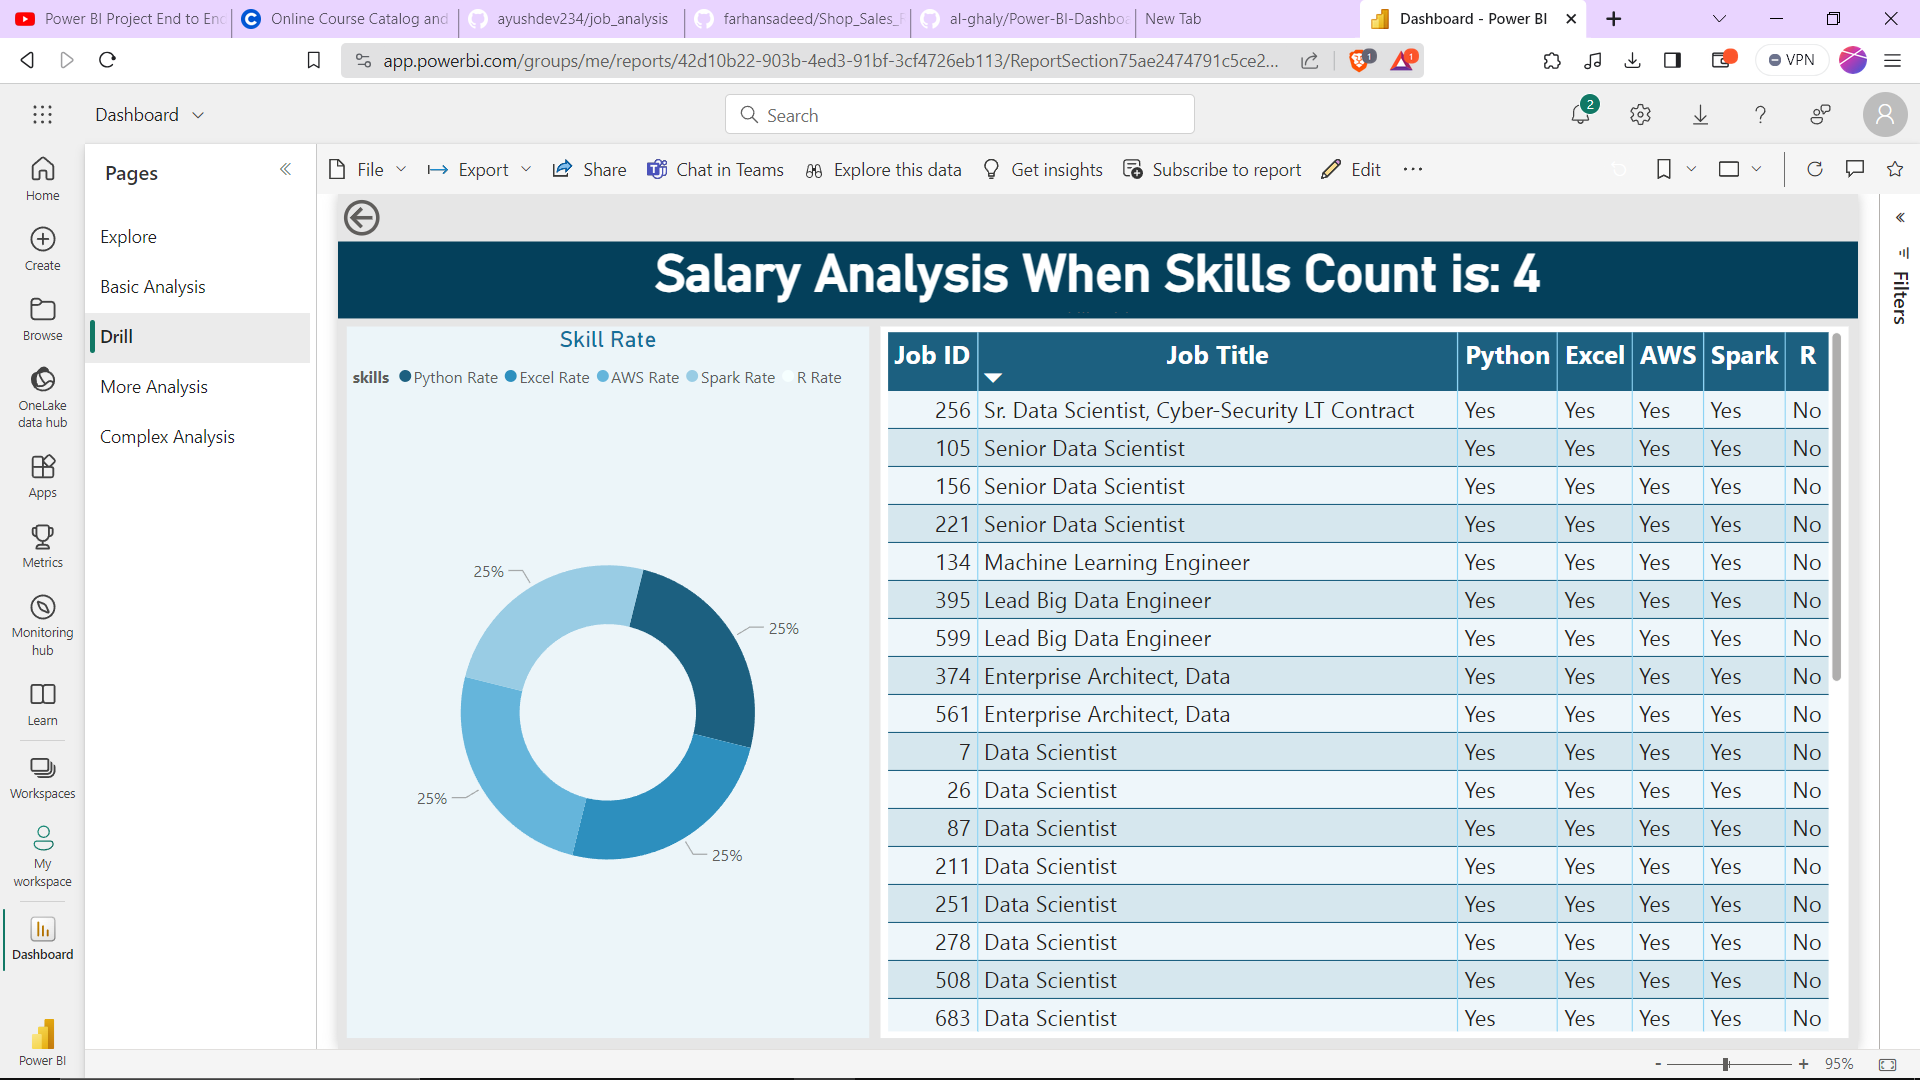 Power BI Project End to En
Online Course Catalog and
ayushdev234/job_analysis
farhansadeed/Shop_Sales_
al-ghaly/Power-BI-Dashbo
New Tab
Dashboard - Power BI
app.powerbi.com/groups/me/reports/42d10b22-903b-4ed3-91bf-3cf4726eb113/ReportSection75ae2474791c5ce2...
1
1
VPN
Dashboard
Search
2
Home
Create
Browse
OneLake
data hub
Apps
Metrics
Monitoring
hub
Learn
Workspaces
My
workspace
Dashboard
Power BI
Pages
Explore
Basic Analysis
Drill
More Analysis
Complex Analysis
File
Export
Share
Chat in Teams
Explore this data
Get insights
Subscribe to report
Edit
Salary Analysis When Skills Count is: 4
Skill Rate
skills Python Rate Excel Rate AWS Rate Spark Rate R Rate
25%
25%
25%
25%
Job ID Job Title Python Excel AWS Spark R
256 Sr. Data Scientist, Cyber-Security LT Contract Yes Yes Yes Yes No
105 Senior Data Scientist Yes Yes Yes Yes No
156 Senior Data Scientist Yes Yes Yes Yes No
221 Senior Data Scientist Yes Yes Yes Yes No
134 Machine Learning Engineer Yes Yes Yes Yes No
395 Lead Big Data Engineer Yes Yes Yes Yes No
599 Lead Big Data Engineer Yes Yes Yes Yes No
374 Enterprise Architect, Data Yes Yes Yes Yes No
561 Enterprise Architect, Data Yes Yes Yes Yes No
7 Data Scientist Yes Yes Yes Yes No
26 Data Scientist Yes Yes Yes Yes No
87 Data Scientist Yes Yes Yes Yes No
211 Data Scientist Yes Yes Yes Yes No
251 Data Scientist Yes Yes Yes Yes No
278 Data Scientist Yes Yes Yes Yes No
508 Data Scientist Yes Yes Yes Yes No
683 Data Scientist Yes Yes Yes Yes No
Filters
- + 95%